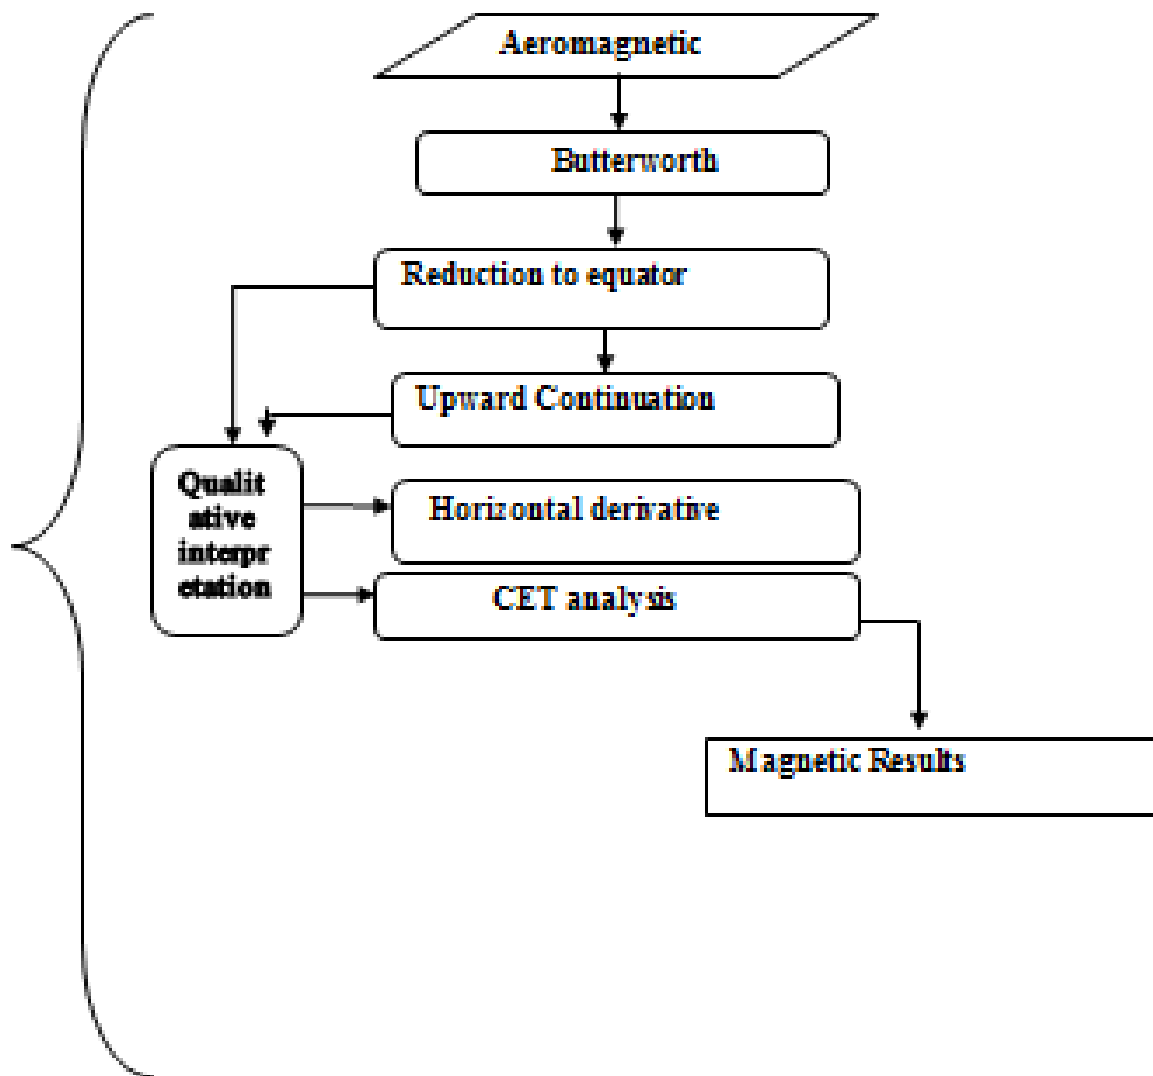 Aeromagnetic
Butterworth
Reduction to equator
Upward Continuation
Qualit
ative
interpr
etation
Horizontal derivative
CET analysis
Magnetic Results